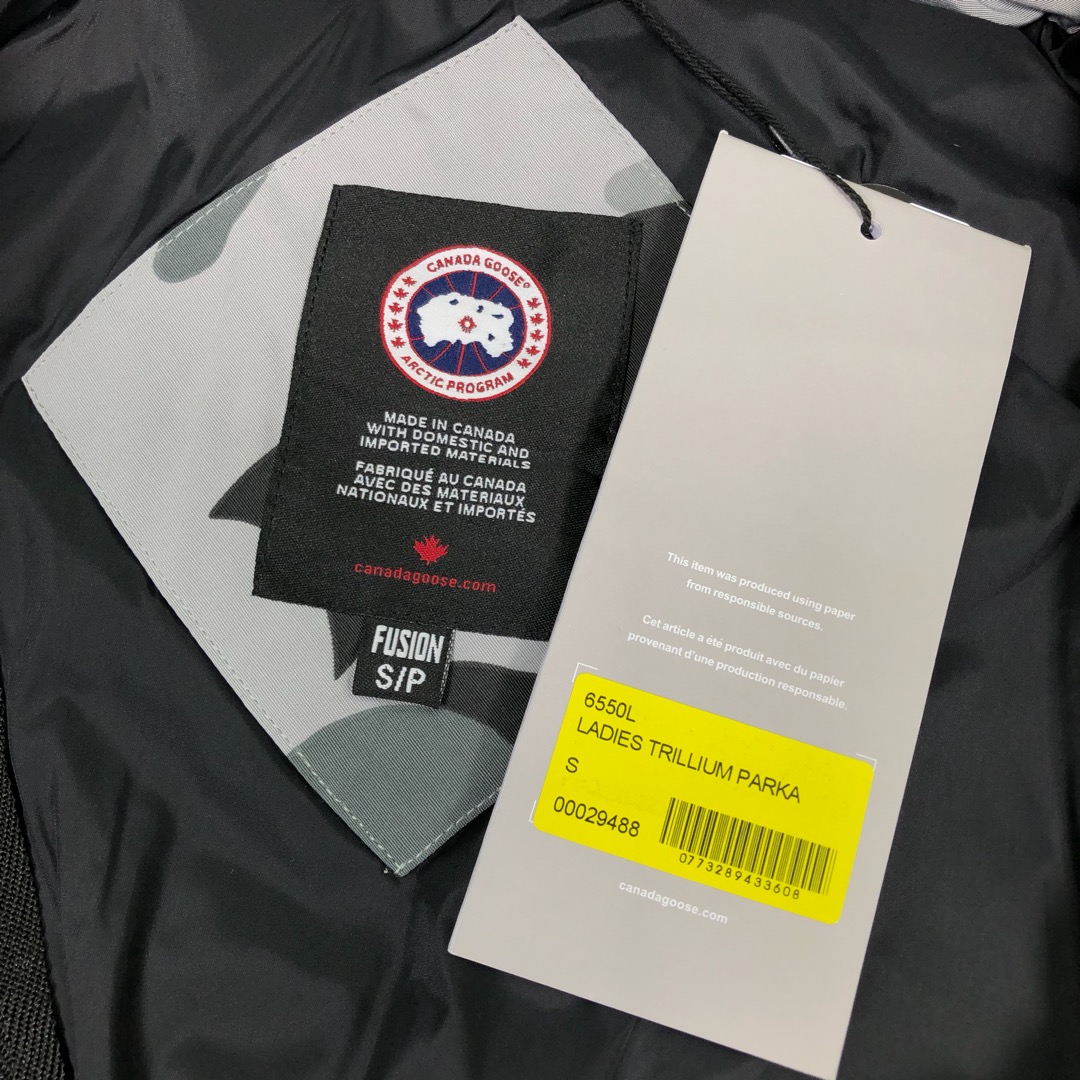 CANADA GOOSE®
ARCTIC PROGRAM
MADE IN CANADA
WITH DOMESTIC AND
IMPORTED MATERIALS
FABRIQUÉ AU CANADA
AVEC DES MATERIAUX
NATIONAUX ET IMPORTÉS
canadagoose.com
FUSION
S/P
This item was produced using paper
from responsible sources.
Cet article a été produit avec du papier
provenant d'une production responsable.
6550L
LADIES TRILLIUM PARKA
S
00029488
0773289433608
canadagoose.com